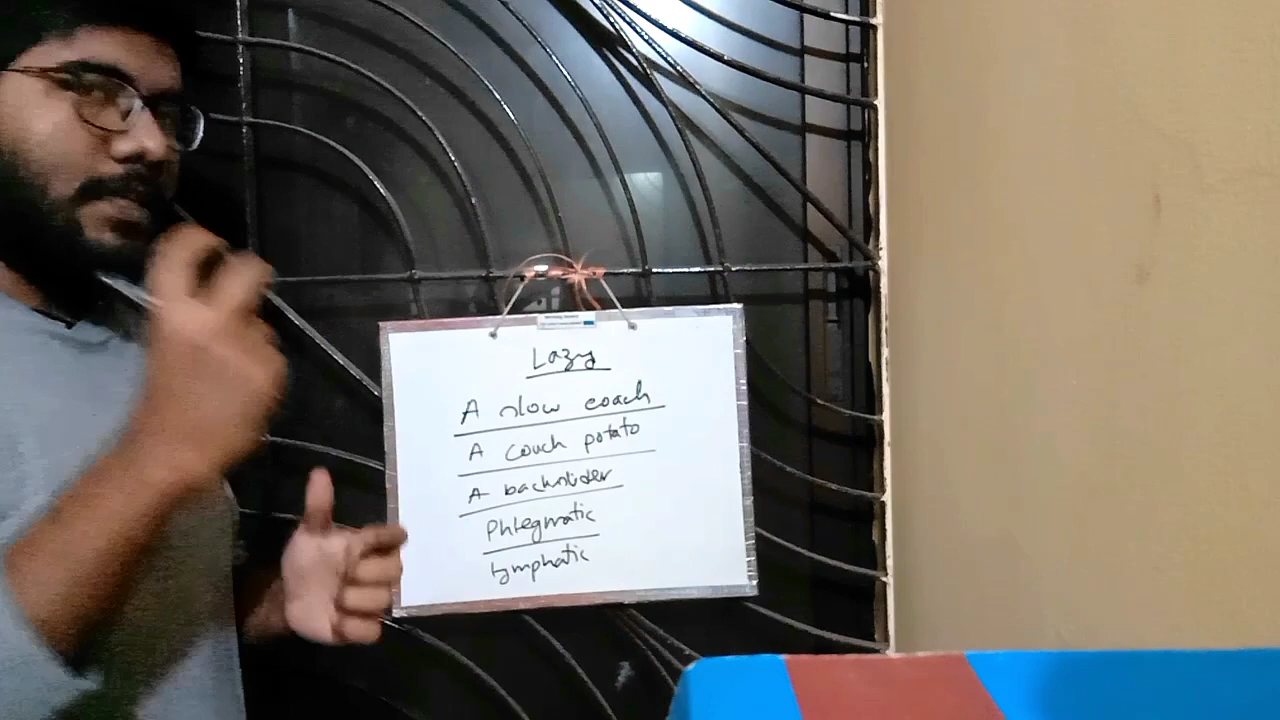 Lazy
A slow coach
A couch potato
A backslider
Phlegmatic
Lymphatic